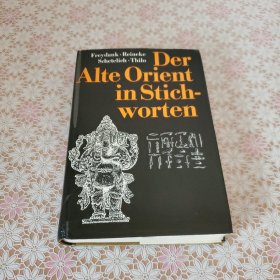 Freydank · Reineke
Schetelich · Thilo
Der
Alte Orient
in Stich-
worten